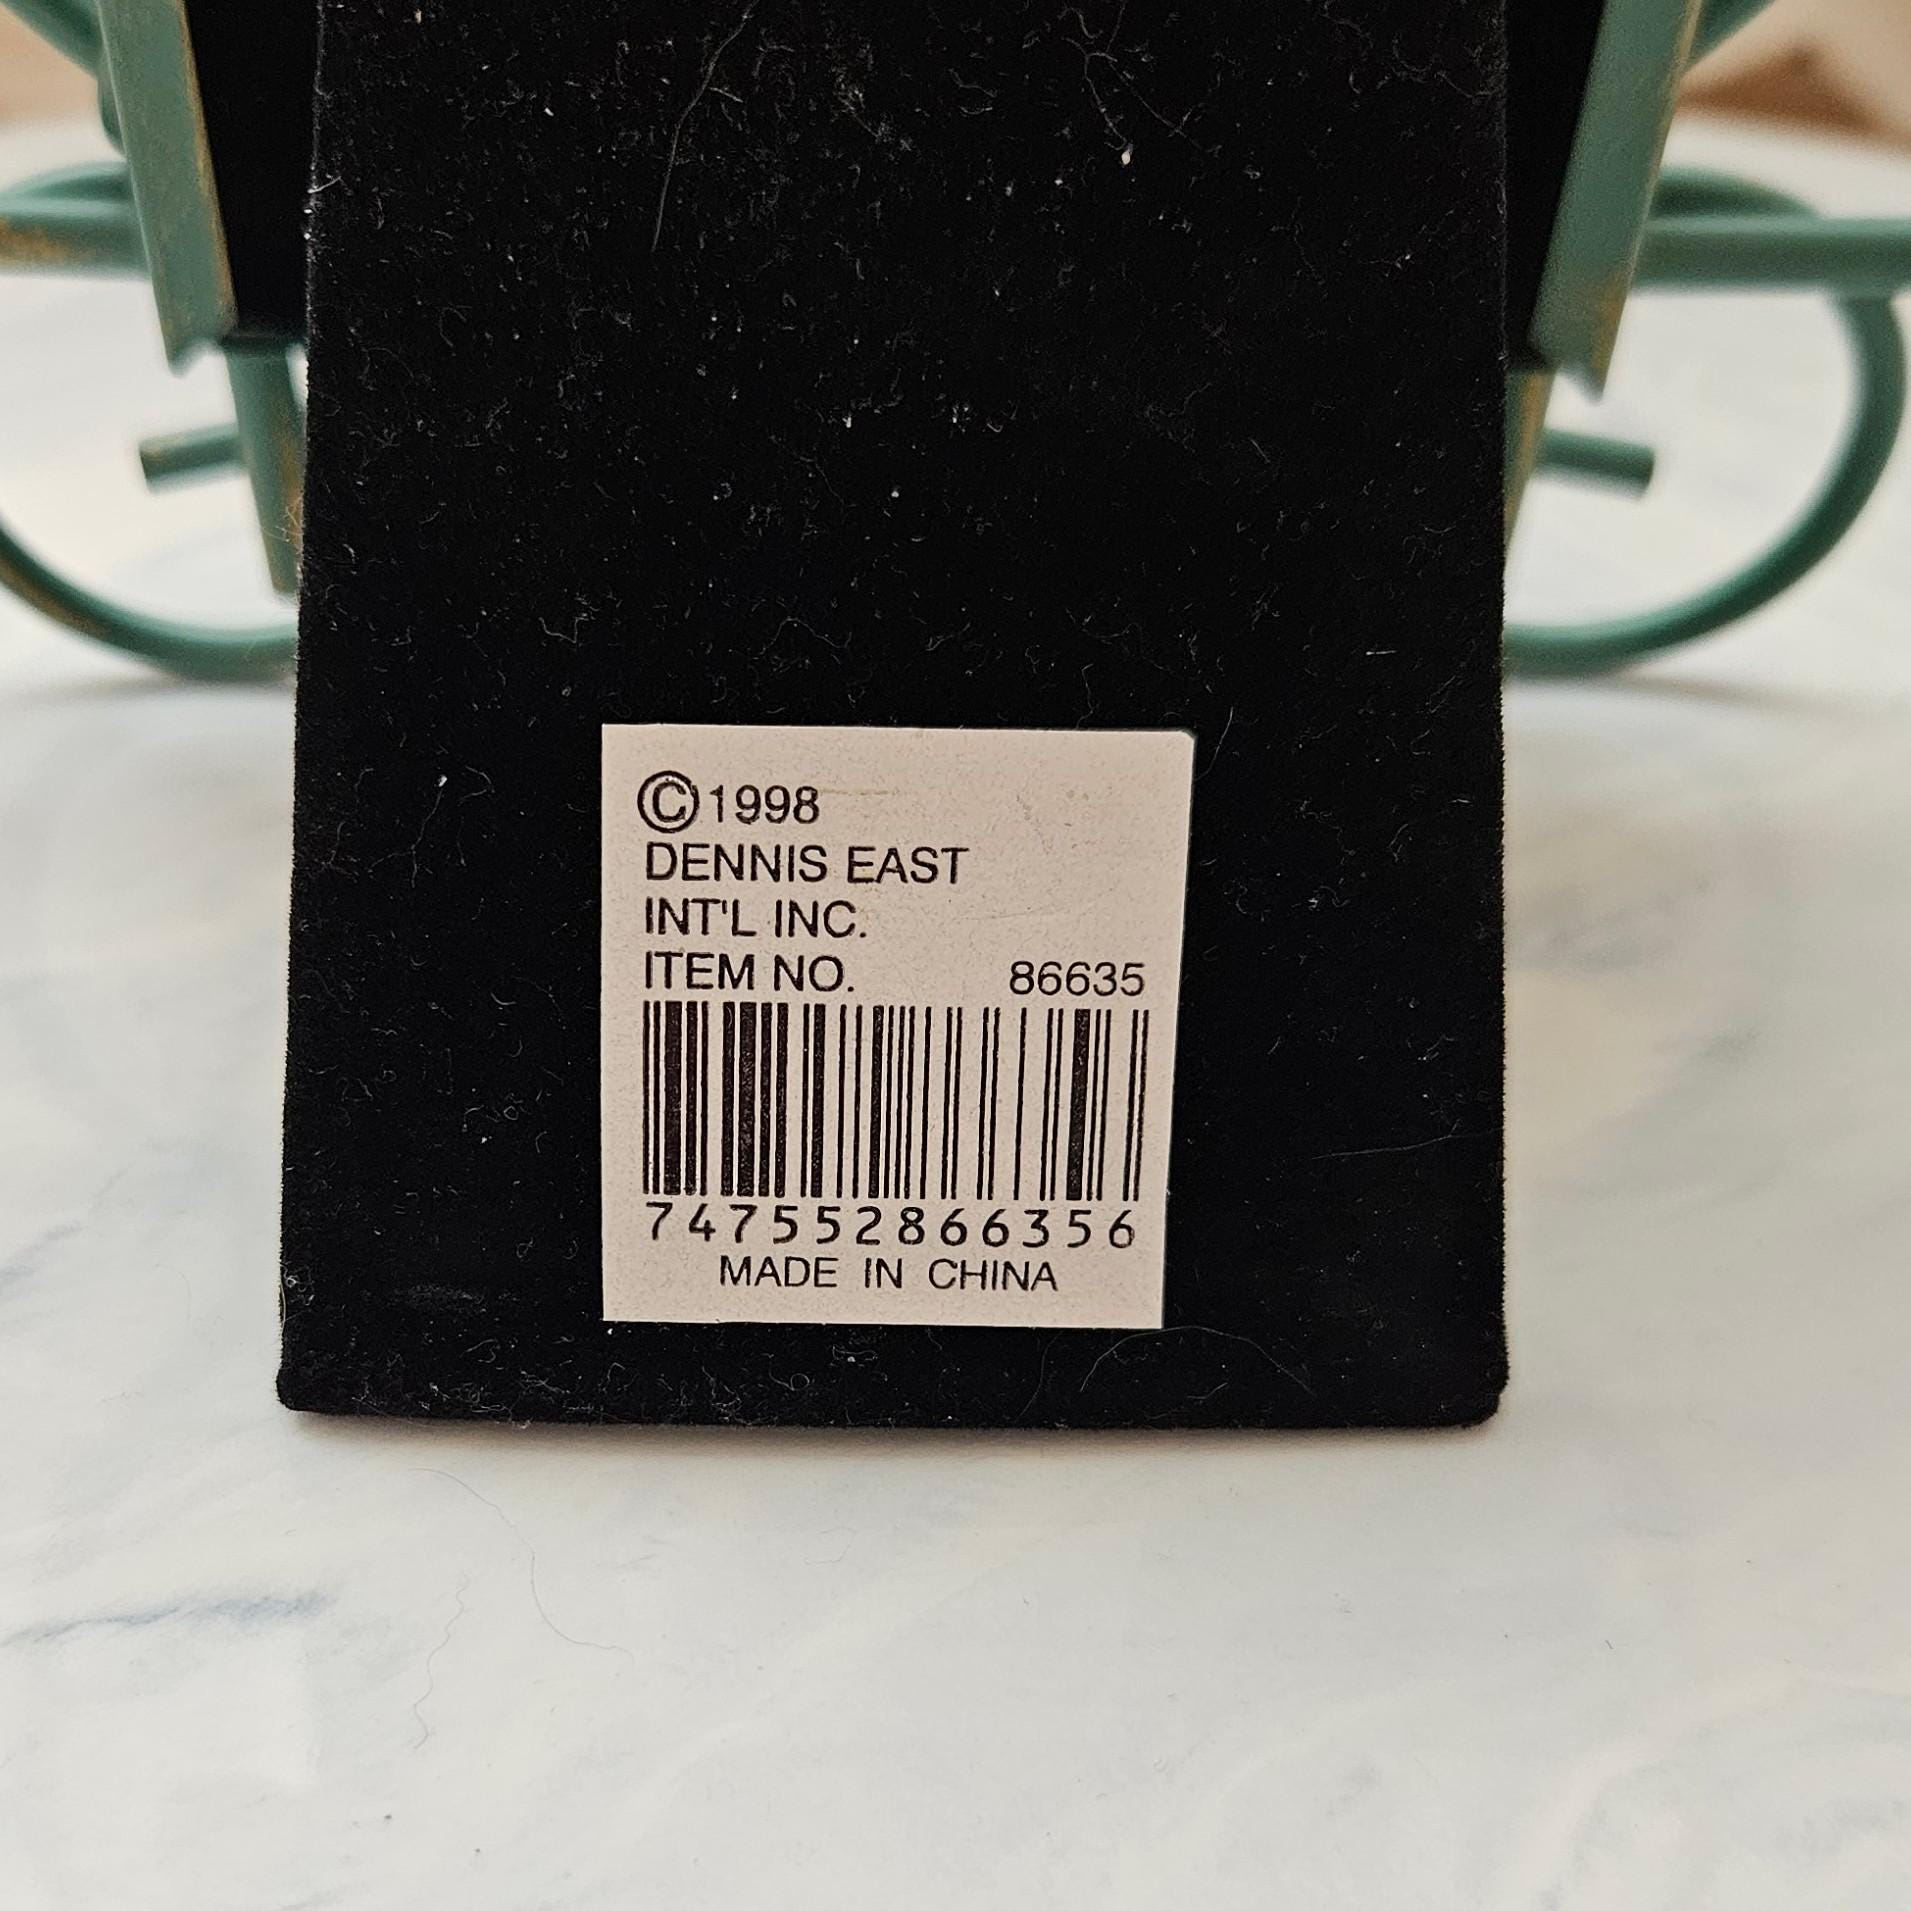 ©1998
DENNIS EAST
INT'L INC.
ITEM NO. 86635
747552866356
MADE IN CHINA